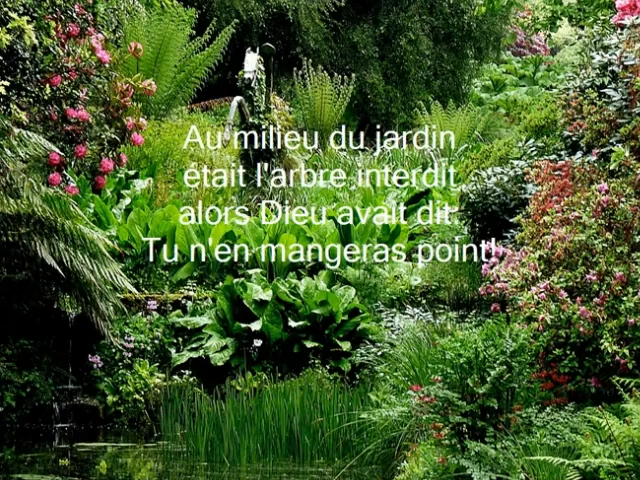 Au milieu du jardin
était l'arbre interdit
alors Dieu avait dit
Tu n'en mangeras point!